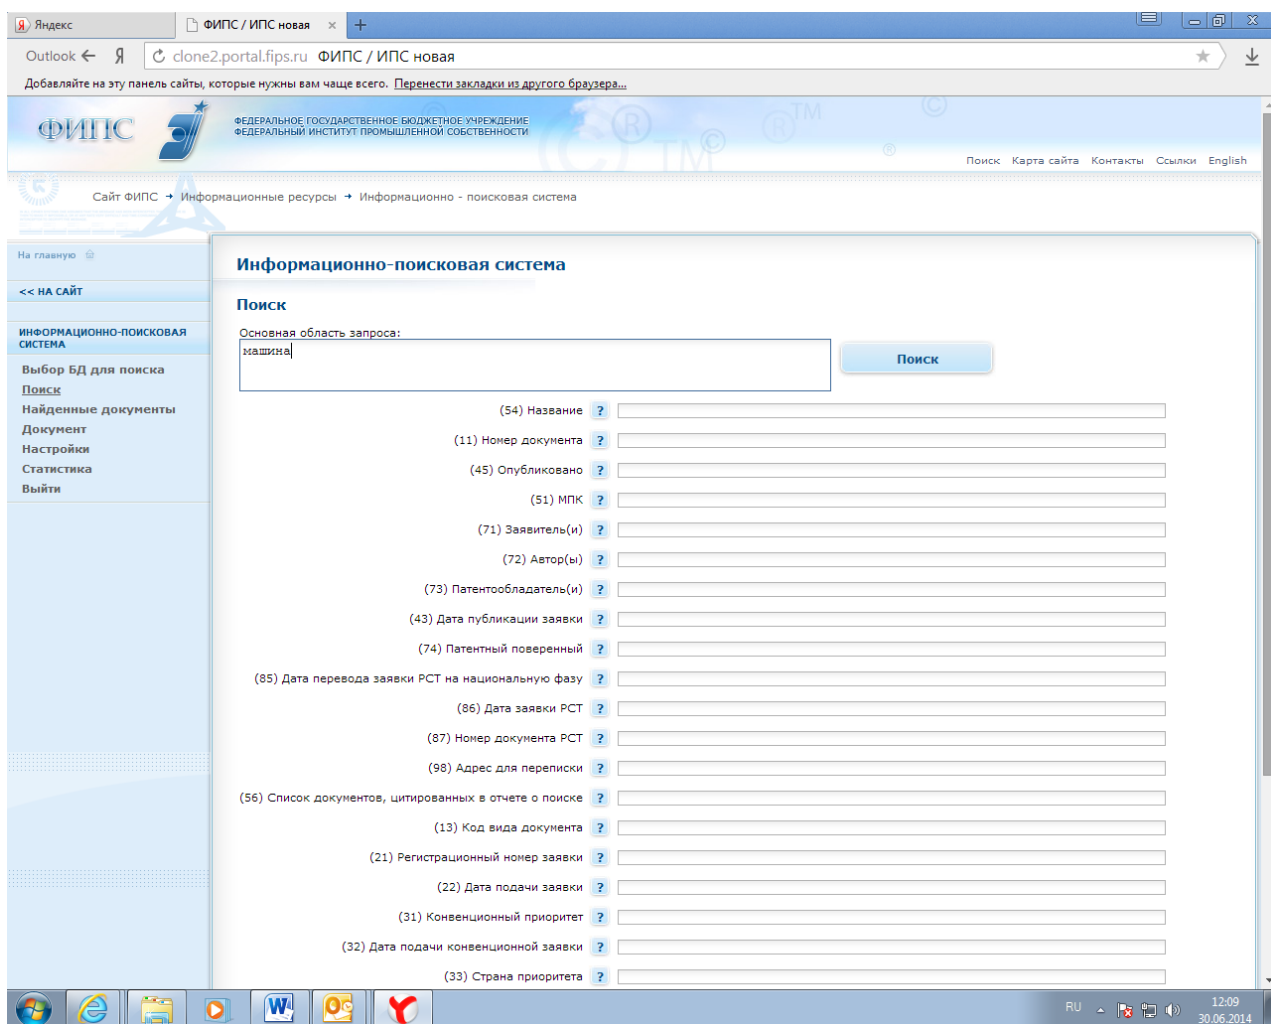 Яндекс
ФИПС / ИПС новая
Outlook
Я
clone2.portal.fips.ru ФИПС / ИПС новая
Добавляйте на эту панель сайты, которые нужны вам чаще всего. Перенести закладки из другого браузера...
ФИПС
ФЕДЕРАЛЬНОЕ ГОСУДАРСТВЕННОЕ БЮДЖЕТНОЕ УЧРЕЖДЕНИЕ
ФЕДЕРАЛЬНЫЙ ИНСТИТУТ ПРОМЫШЛЕННОЙ СОБСТВЕННОСТИ
Поиск Карта сайта Контакты Ссылки English
Сайт ФИПС → Информационные ресурсы → Информационно - поисковая система
На главную
<< НА САЙТ
ИНФОРМАЦИОННО-ПОИСКОВАЯ
СИСТЕМА
Выбор БД для поиска
Поиск
Найденные документы
Документ
Настройки
Статистика
Выйти
Информационно-поисковая система
Поиск
Основная область запроса:
машина
Поиск
(54) Название ?
(11) Номер документа ?
(45) Опубликовано ?
(51) МПК ?
(71) Заявитель(и) ?
(72) Автор(ы) ?
(73) Патентообладатель(и) ?
(43) Дата публикации заявки ?
(74) Патентный поверенный ?
(85) Дата перевода заявки РСТ на национальную фазу ?
(86) Дата заявки РСТ ?
(87) Номер документа РСТ ?
(98) Адрес для переписки ?
(56) Список документов, цитированных в отчете о поиске ?
(13) Код вида документа ?
(21) Регистрационный номер заявки ?
(22) Дата подачи заявки ?
(31) Конвенционный приоритет ?
(32) Дата подачи конвенционной заявки ?
(33) Страна приоритета ?
RU
12:09
30.06.2014